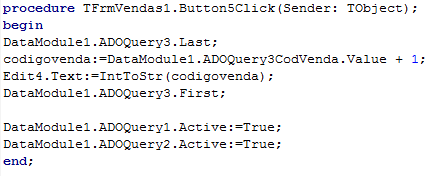 procedure TFrmVendas1.Button5Click(Sender: TObject);
begin
DataModule1.ADOQuery3.Last;
codigovenda:=DataModule1.ADOQuery3CodVenda.Value + 1;
Edit4.Text:=IntToStr(codigovenda);
DataModule1.ADOQuery3.First;
DataModule1.ADOQuery1.Active:=True;
DataModule1.ADOQuery2.Active:=True;
end;